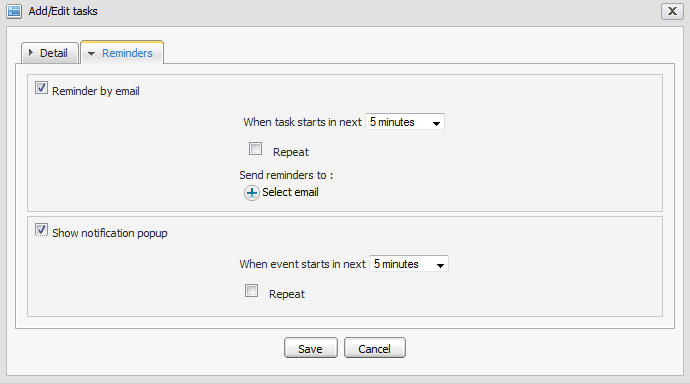 Add/Edit tasks
Detail Reminders
Reminder by email
When task starts in next 5 minutes
Repeat
Send reminders to :
Select email
Show notification popup
When event starts in next 5 minutes
Repeat
Save Cancel